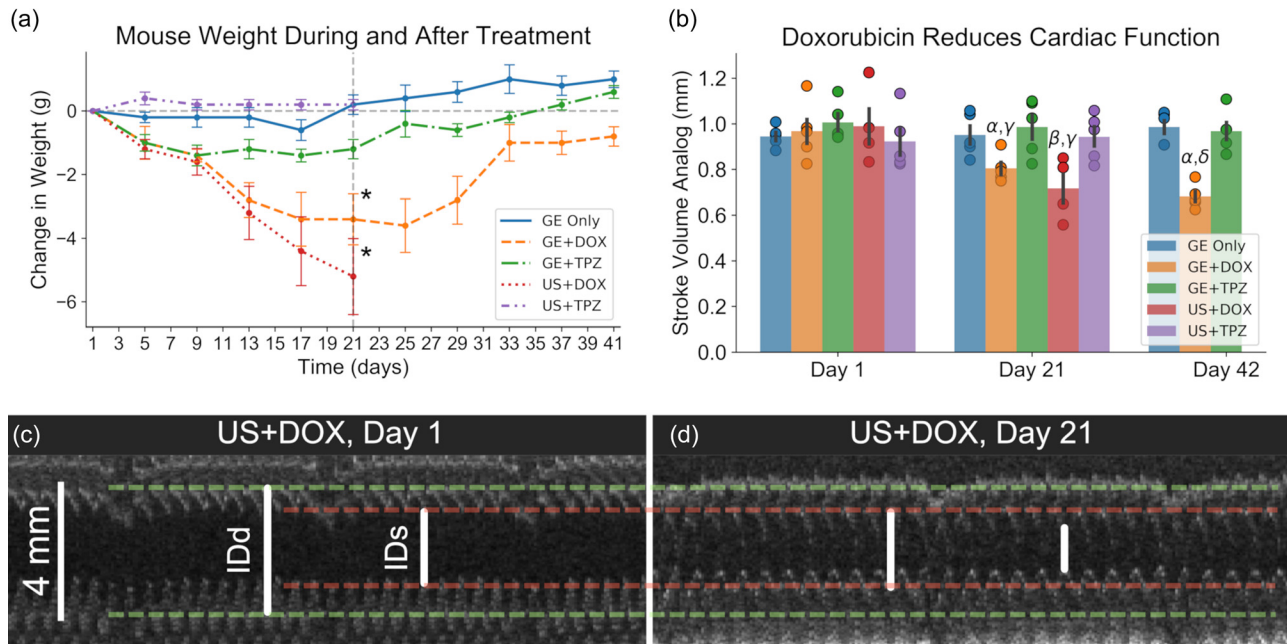 (a)
Mouse Weight During and After Treatment
Change in Weight (g)
0
−2
−4
−6
*
*
GE Only
GE+DOX
GE+TPZ
US+DOX
US+TPZ
1 3 5 7 9 11 13 15 17 19 21 23 25 27 29 31 33 35 37 39 41
Time (days)
(b)
Doxorubicin Reduces Cardiac Function
Stroke Volume Analog (mm)
1.2
1.0
0.8
0.6
0.4
0.2
0.0
α,γ
β,γ
α,δ
GE Only
GE+DOX
GE+TPZ
US+DOX
US+TPZ
Day 1 Day 21 Day 42
(c)
US+DOX, Day 1
4 mm
IDd
IDs
(d)
US+DOX, Day 21